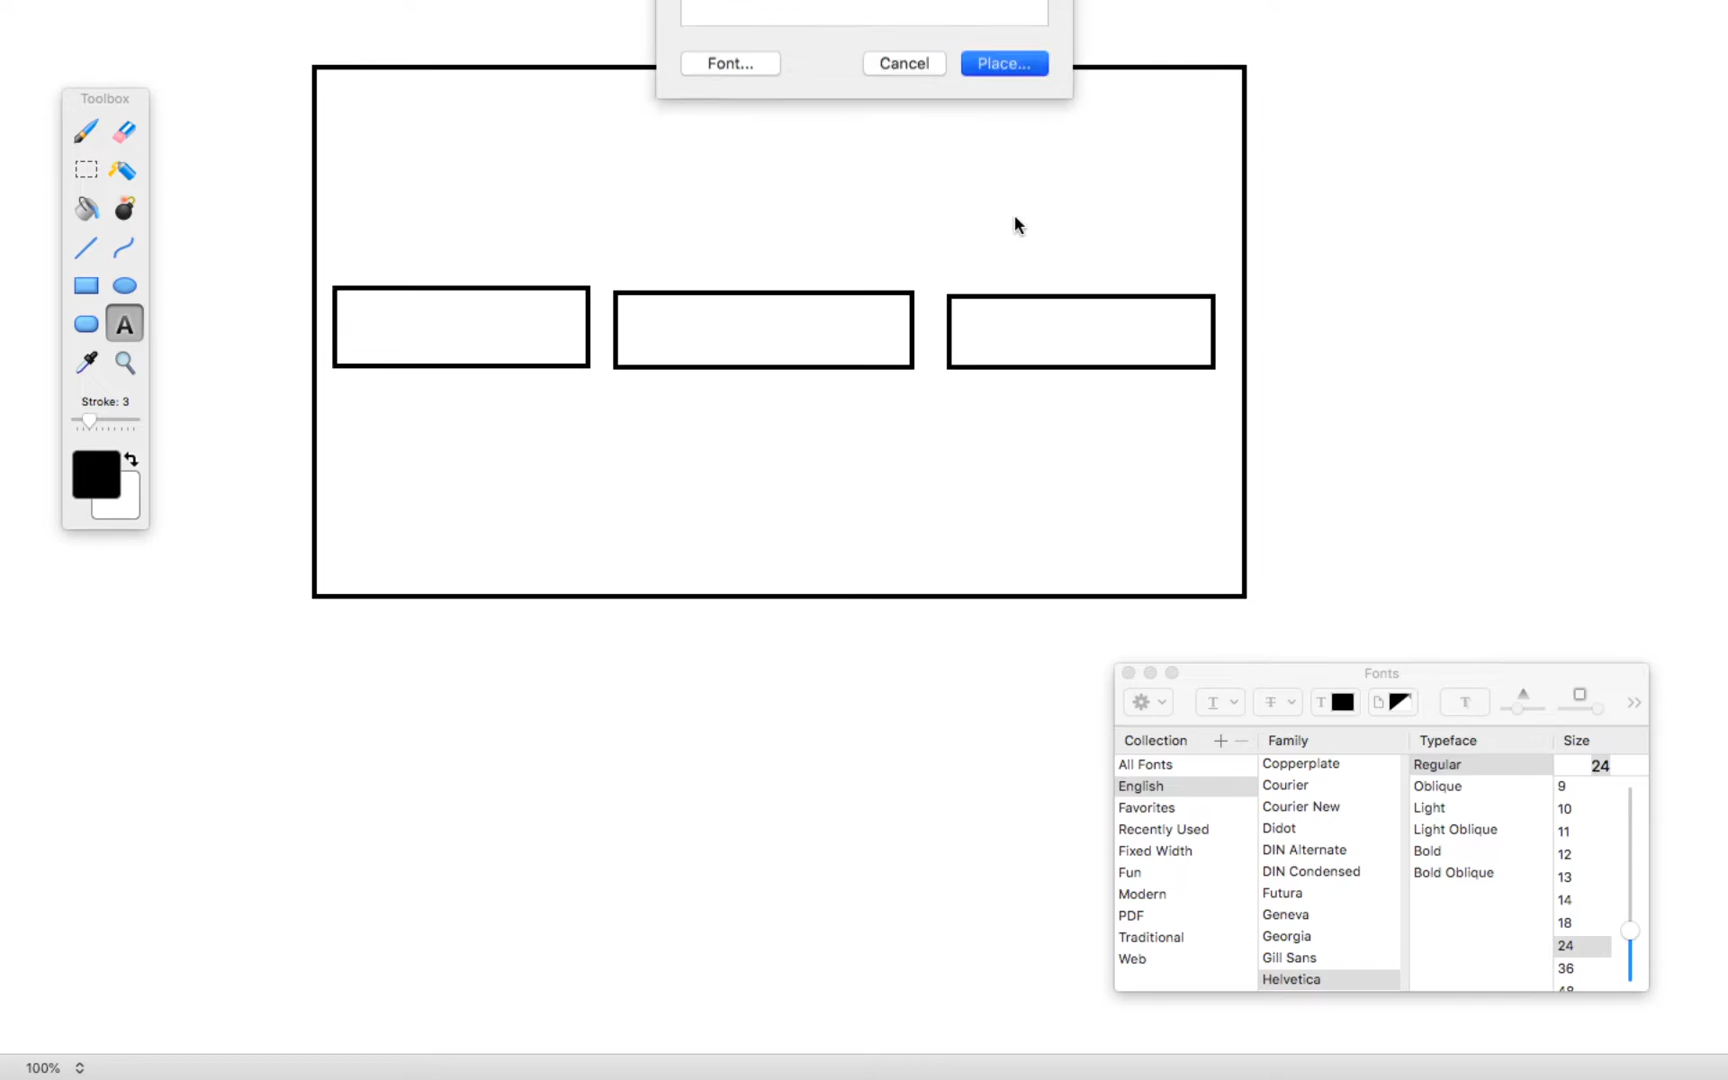 Font...
Cancel
Place...
Toolbox
A
Stroke: 3
Fonts
T
T
T
T
Collection
Family
Typeface
Size
All Fonts
English
Favorites
Recently Used
Fixed Width
Fun
Modern
PDF
Traditional
Web
Copperplate
Courier
Courier New
Didot
DIN Alternate
DIN Condensed
Futura
Geneva
Georgia
Gill Sans
Helvetica
Regular
Oblique
Light
Light Oblique
Bold
Bold Oblique
24
9
10
11
12
13
14
18
24
36
48
100%